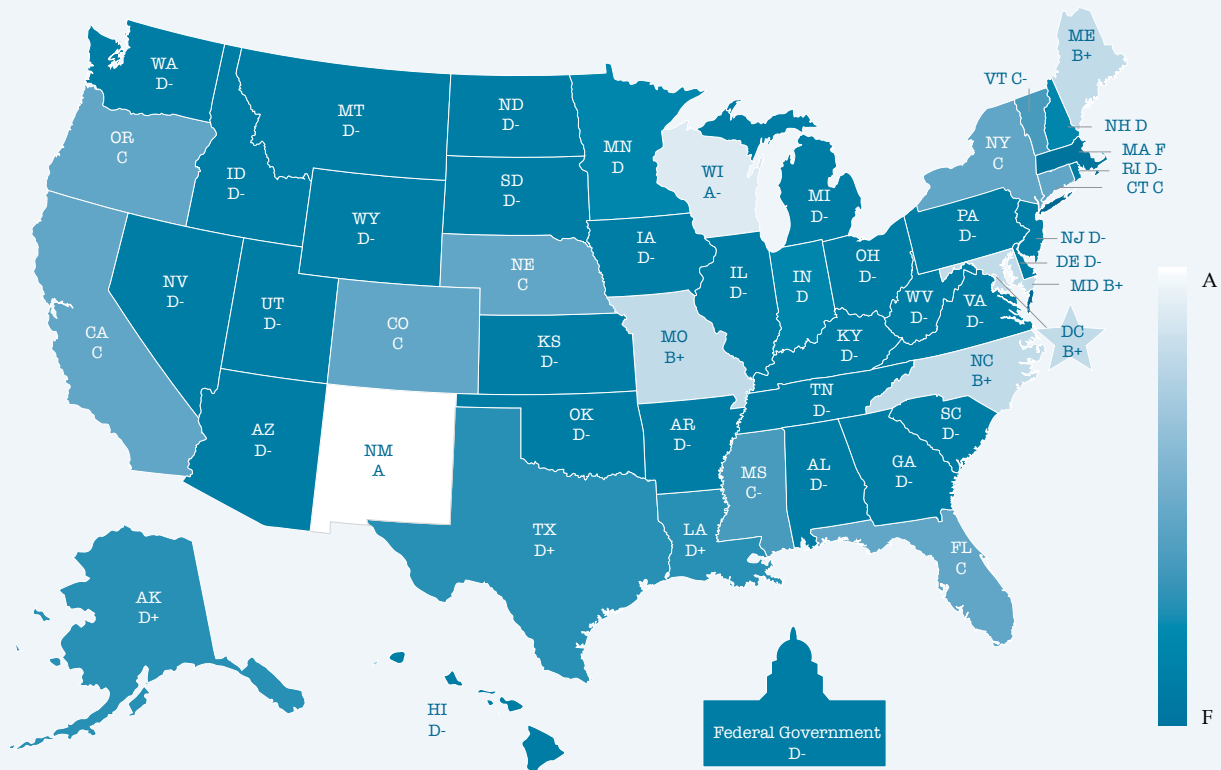 ME
B+
WA
D-
VT C-
MT
D-
ND
D-
NH D
OR
C
MN
D
NY
C
MA F
RI D-
CT C
ID
D-
SD
D-
WI
A-
MI
D-
WY
D-
PA
D-
IA
D-
NJ D-
NE
C
OH
D-
DE D-
NV
D-
UT
D-
IL
D-
IN
D
WV
D-
VA
D-
MD B+
A
CA
C
CO
C
KS
D-
MO
B+
KY
D-
DC
B+
NC
B+
TN
D-
AZ
D-
OK
D-
AR
D-
SC
D-
NM
A
MS
C-
AL
D-
GA
D-
TX
D+
LA
D+
FL
C
AK
D+
HI
D-
F
Federal Government
D-